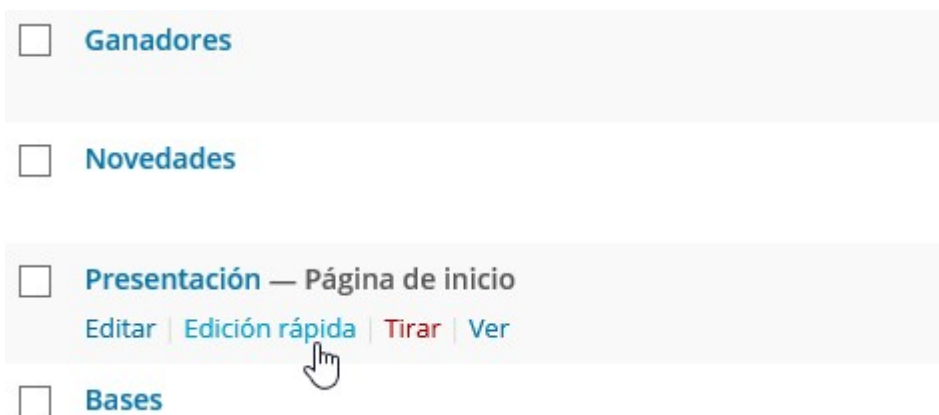 Ganadores
Novedades
Presentación — Página de inicio
Editar | Edición rápida | Tirar | Ver
Bases